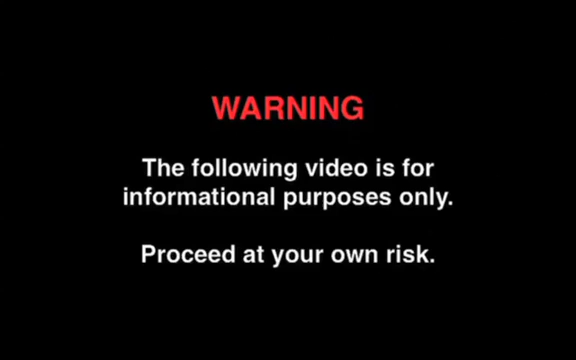 WARNING
The following video is for
informational purposes only.
Proceed at your own risk.